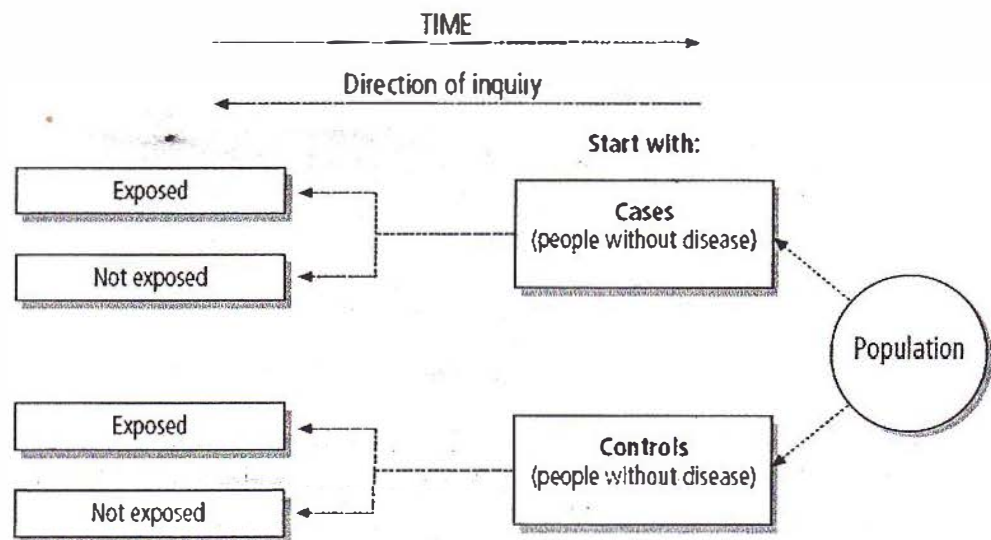 TIME
Direction of inquiry
Start with:
Exposed
Cases
(people without disease)
Not exposed
Population
Exposed
Controls
(people without disease)
Not exposed